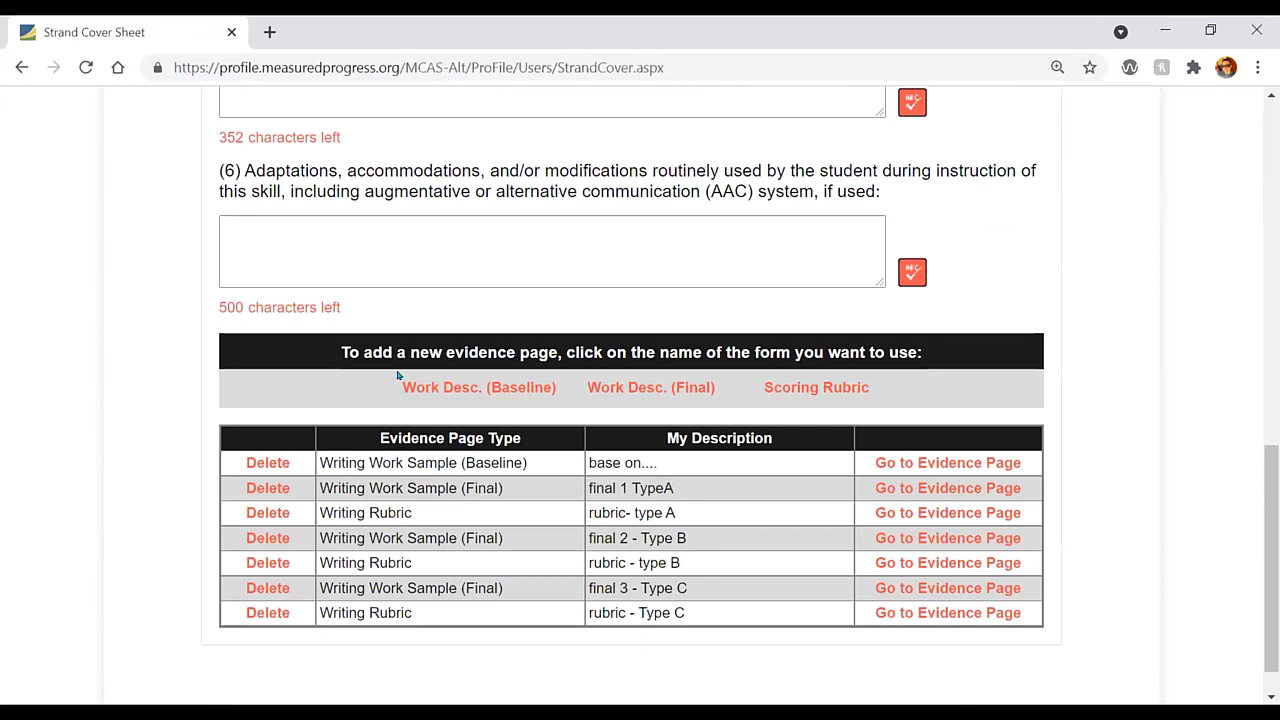 Strand Cover Sheet
https://profile.measuredprogress.org/MCAS-Alt/ProFile/Users/StrandCover.aspx
ABC
352 characters left
(6) Adaptations, accommodations, and/or modifications routinely used by the student during instruction of
this skill, including augmentative or alternative communication (AAC) system, if used:
ABC
500 characters left
To add a new evidence page, click on the name of the form you want to use:
Work Desc. (Baseline) Work Desc. (Final) Scoring Rubric
Evidence Page Type My Description
Delete Writing Work Sample (Baseline) base on.... Go to Evidence Page
Delete Writing Work Sample (Final) final 1 TypeA Go to Evidence Page
Delete Writing Rubric rubric- type A Go to Evidence Page
Delete Writing Work Sample (Final) final 2 - Type B Go to Evidence Page
Delete Writing Rubric rubric - type B Go to Evidence Page
Delete Writing Work Sample (Final) final 3 - Type C Go to Evidence Page
Delete Writing Rubric rubric - Type C Go to Evidence Page